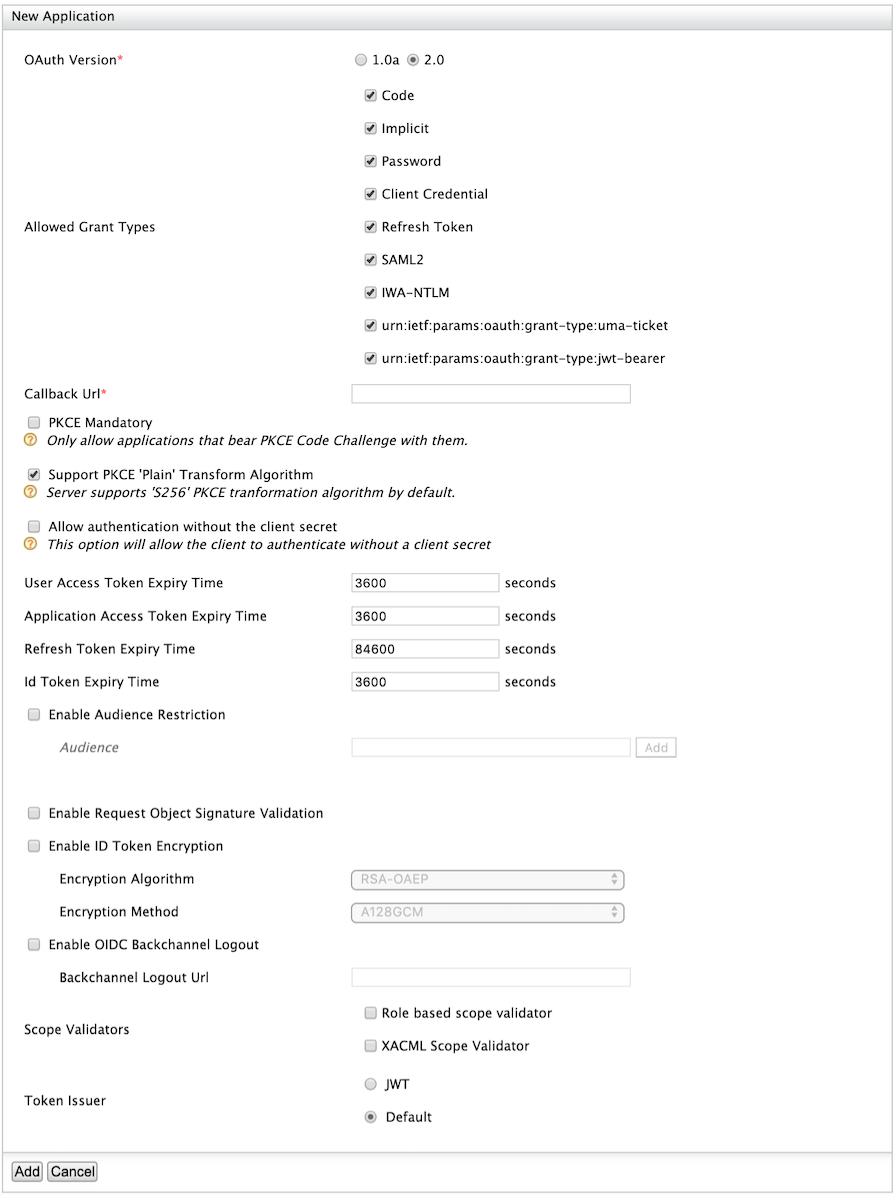 New Application
OAuth Version* 1.0a 2.0
Code
Implicit
Password
Client Credential
Allowed Grant Types Refresh Token
SAML2
IWA-NTLM
urn:ietf:params:oauth:grant-type:uma-ticket
urn:ietf:params:oauth:grant-type:jwt-bearer
Callback Url*
PKCE Mandatory
? Only allow applications that bear PKCE Code Challenge with them.
Support PKCE 'Plain' Transform Algorithm
? Server supports 'S256' PKCE tranformation algorithm by default.
Allow authentication without the client secret
? This option will allow the client to authenticate without a client secret
User Access Token Expiry Time 3600 seconds
Application Access Token Expiry Time 3600 seconds
Refresh Token Expiry Time 84600 seconds
Id Token Expiry Time 3600 seconds
Enable Audience Restriction
Audience Add
Enable Request Object Signature Validation
Enable ID Token Encryption
Encryption Algorithm RSA-OAEP
Encryption Method A128GCM
Enable OIDC Backchannel Logout
Backchannel Logout Url
Role based scope validator
Scope Validators
XACML Scope Validator
JWT
Token Issuer
Default
Add Cancel